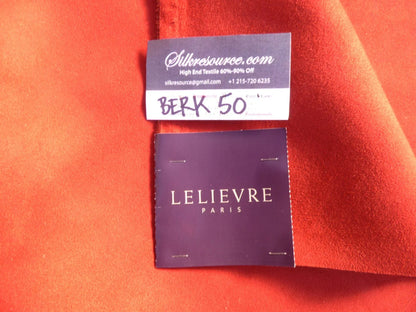 Silkresource.com
High End Textile 60%-90% Off
silkresource@gmail.com +1 215-720 6235
BERK 50
LELIEVRE
PARIS